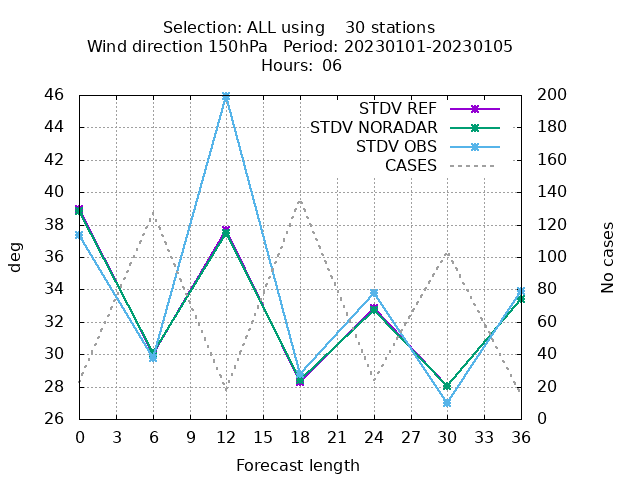 Selection: ALL using    30 stations
Wind direction 150hPa   Period: 20230101-20230105
Hours: 06
46
44
42
40
38
36
34
32
30
28
26
deg
STDV REF
STDV NORADAR
STDV OBS
CASES
200
180
160
140
120
100
80
60
40
20
0
No cases
0 3 6 9 12 15 18 21 24 27 30 33 36
Forecast length